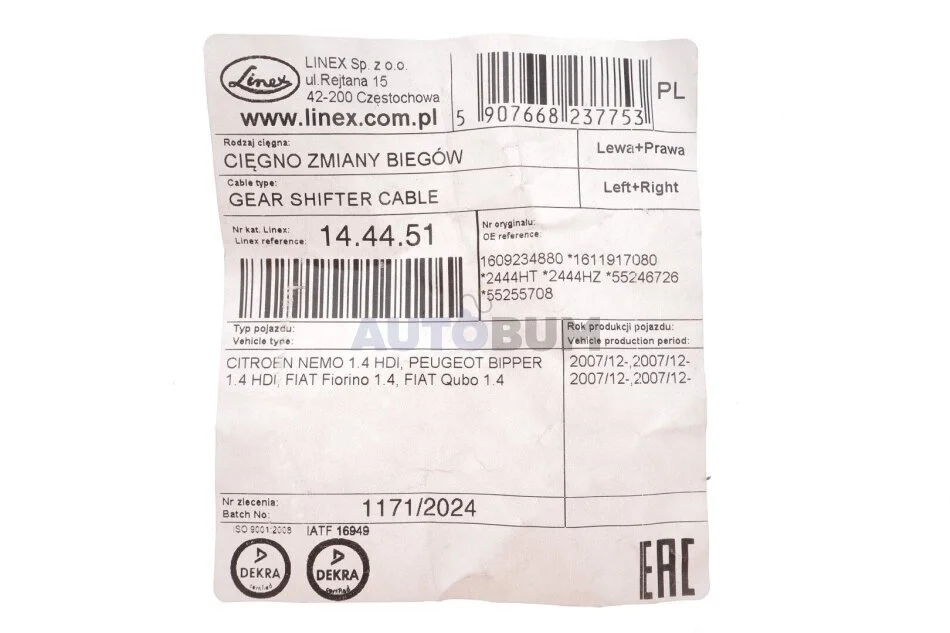 Linex
LINEX Sp. z o.o.
ul.Rejtana 15
42-200 Częstochowa
www.linex.com.pl
5 907668 237753
PL
Rodzaj cięgna:
CIĘGNO ZMIANY BIEGÓW
Lewa+Prawa
Cable type:
GEAR SHIFTER CABLE
Left+Right
Nr kat. Linex:
Linex reference:
14.44.51
Nr oryginału:
OE reference:
1609234880 *1611917080
*2444HT *2444HZ *55246726
*55255708
AUTOBUM
Typ pojazdu:
Vehicle type:
Rok produkcji pojazdu:
Vehicle production period:
CITROEN NEMO 1.4 HDI, PEUGEOT BIPPER
1.4 HDI, FIAT Fiorino 1.4, FIAT Qubo 1.4
2007/12-,2007/12-
2007/12-,2007/12-
Nr zlecenia:
Batch No:
1171/2024
ISO 9001:2008
IATF 16949
DEKRA
certified
DEKRA
certified
EAC